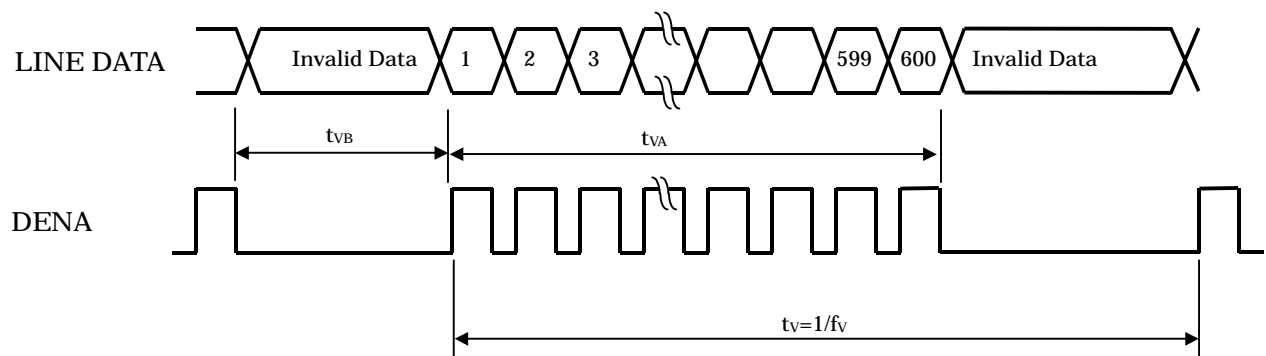 LINE DATA Invalid Data 1 2 3 599 600 Invalid Data
tVB tVA
DENA
tV=1/fV